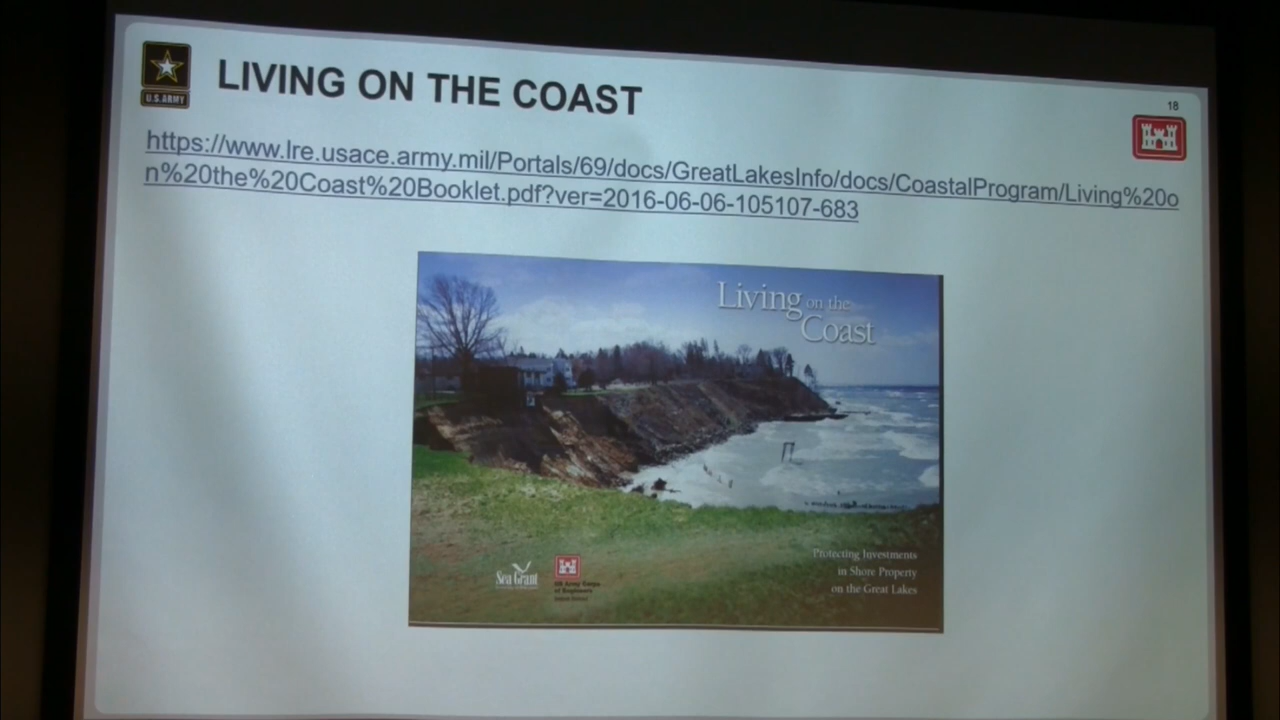 LIVING ON THE COAST
18
U.S. ARMY
https://www.lre.usace.army.mil/Portals/69/docs/GreatLakesInfo/docs/CoastalProgram/Living%20o
n%20the%20Coast%20Booklet.pdf?ver=2016-06-06-105107-683
Living on the
Coast
Protecting Investments
in Shore Property
on the Great Lakes
Sea Grant
US Army Corps
of Engineers